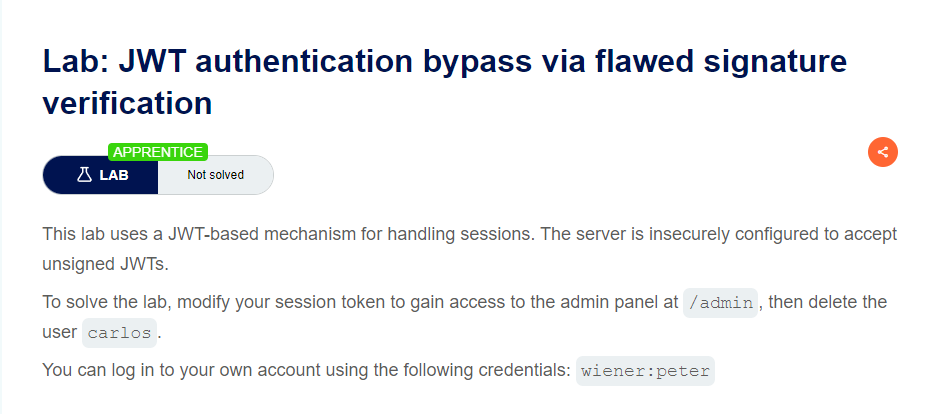 Lab: JWT authentication bypass via flawed signature
verification
APPRENTICE
LAB
Not solved
This lab uses a JWT-based mechanism for handling sessions. The server is insecurely configured to accept
unsigned JWTs.
To solve the lab, modify your session token to gain access to the admin panel at /admin, then delete the
user carlos.
You can log in to your own account using the following credentials: wiener:peter